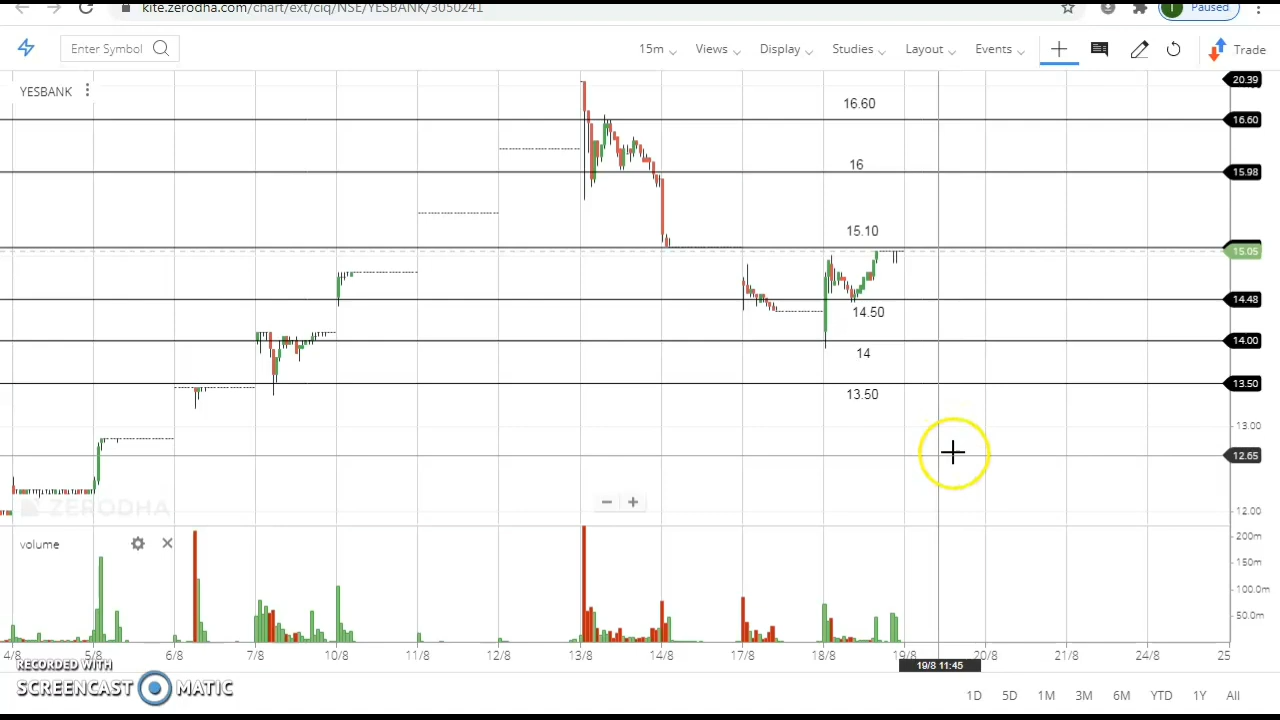 kite.zerodha.com/chart/ext/ciq/NSE/YESBANK/3050241
Paused
Enter Symbol
15m
Views
Display
Studies
Layout
Events
Trade
YESBANK
20.39
16.60
16.60
16
15.98
15.10
15.05
14.48
14.50
14.00
14
13.50
13.50
13.00
12.65
ZERODHA
12.00
volume
200m
150m
100.0m
50.0m
4/8 5/8 6/8 7/8 10/8 11/8 12/8 13/8 14/8 17/8 18/8 19/8 20/8 21/8 24/8 25
19/8 11:45
RECORDED WITH
SCREENCAST MATIC
1D 5D 1M 3M 6M YTD 1Y All